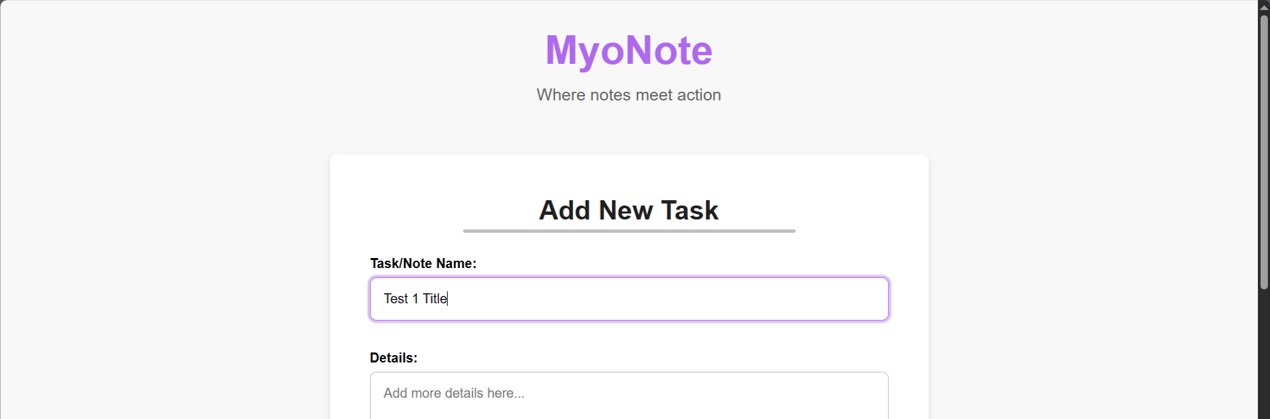 MyoNote
Where notes meet action
Add New Task
Task/Note Name:
Test 1 Title
Details:
Add more details here...